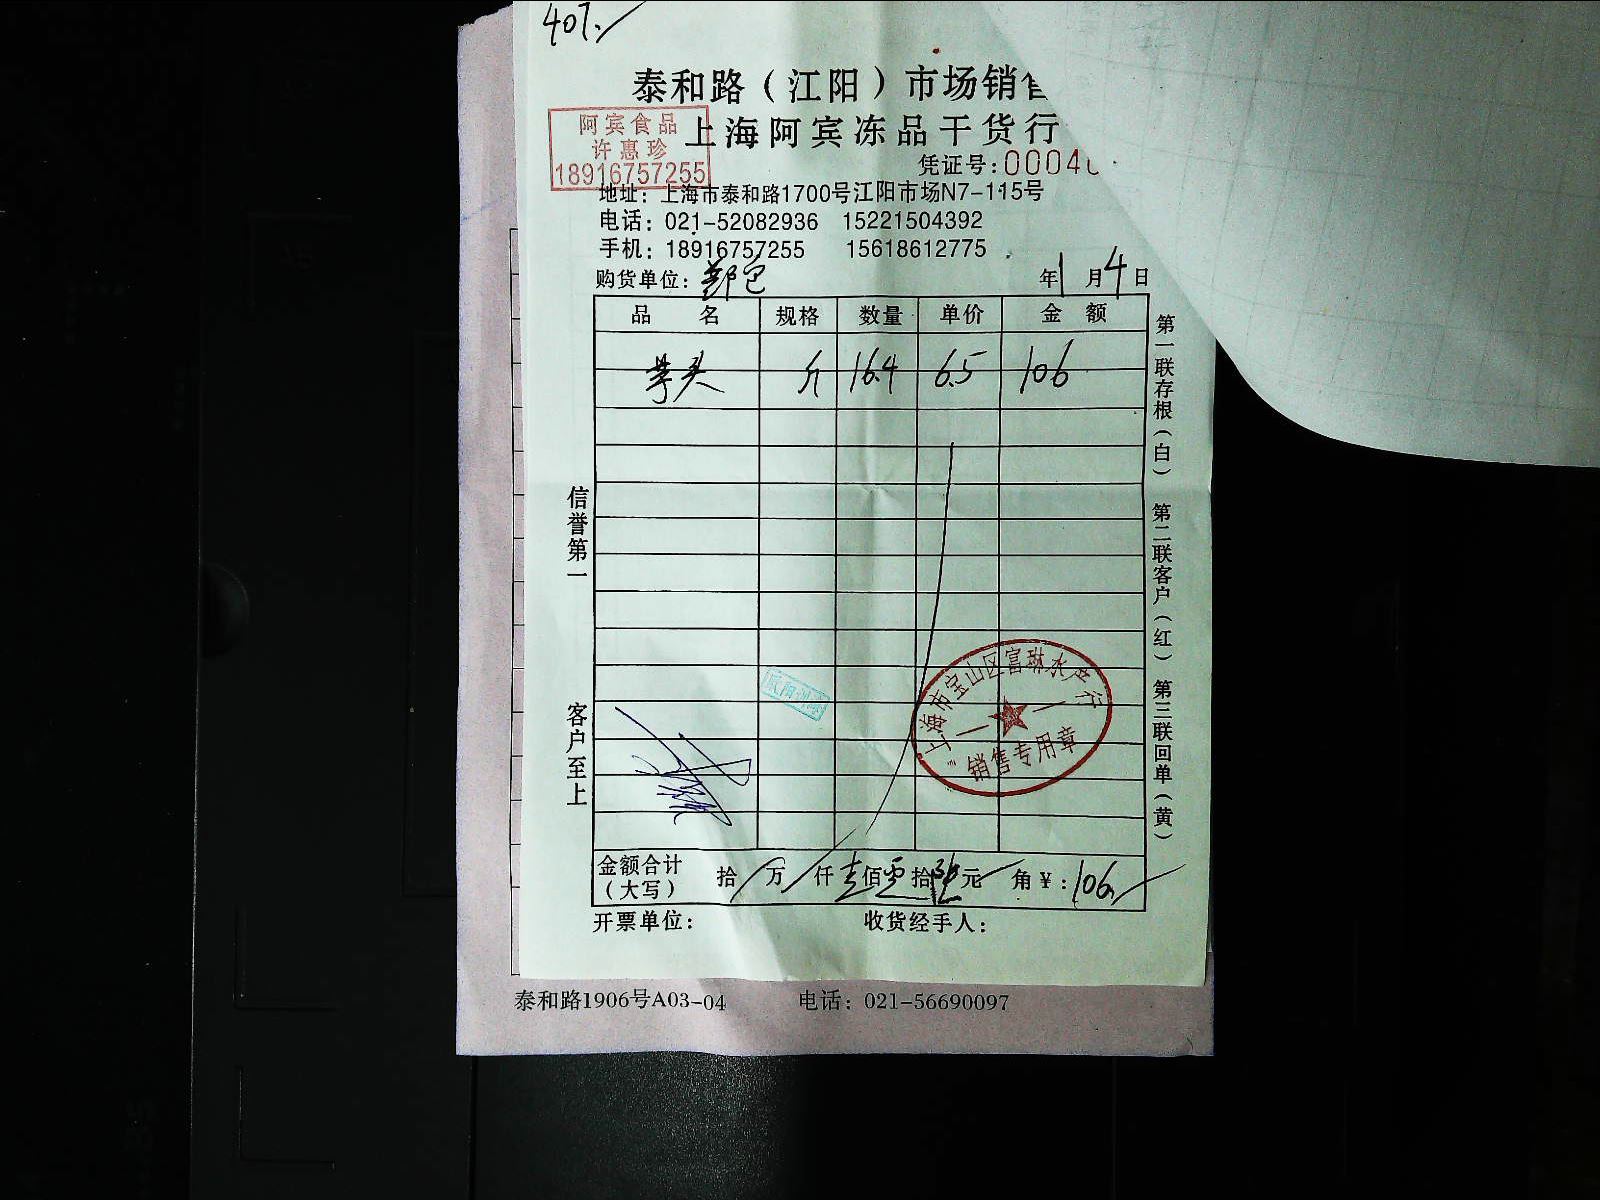 407.
泰和路（江阳）市场销售
上海阿宾冻品干货行
阿宾食品
许惠珍
18916757255
凭证号:00040
地址：上海市泰和路1700号江阳市场N7-115号
电话：021-52082936 15221504392
手机：18916757255 15618612775
购货单位： 年1月4日
品 名 规格 数量 单价 金 额
芋头 斤 16.4 6.5 106
信誉第一
客户至上
第一联存根（白） 第二联客户（红） 第三联回单（黄）
上海市宝山区富琳水产行
销售专用章
金额合计（大写） 拾 万 仟 壹佰零拾陆元 角￥:106.
开票单位： 收货经手人：
泰和路1906号A03-04 电话：021-56690097